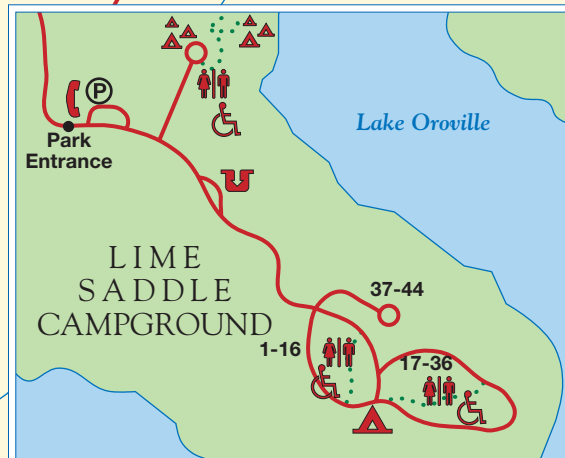 P
Park
Entrance
Lake Oroville
LIME
SADDLE
CAMPGROUND
37-44
1-16
17-36